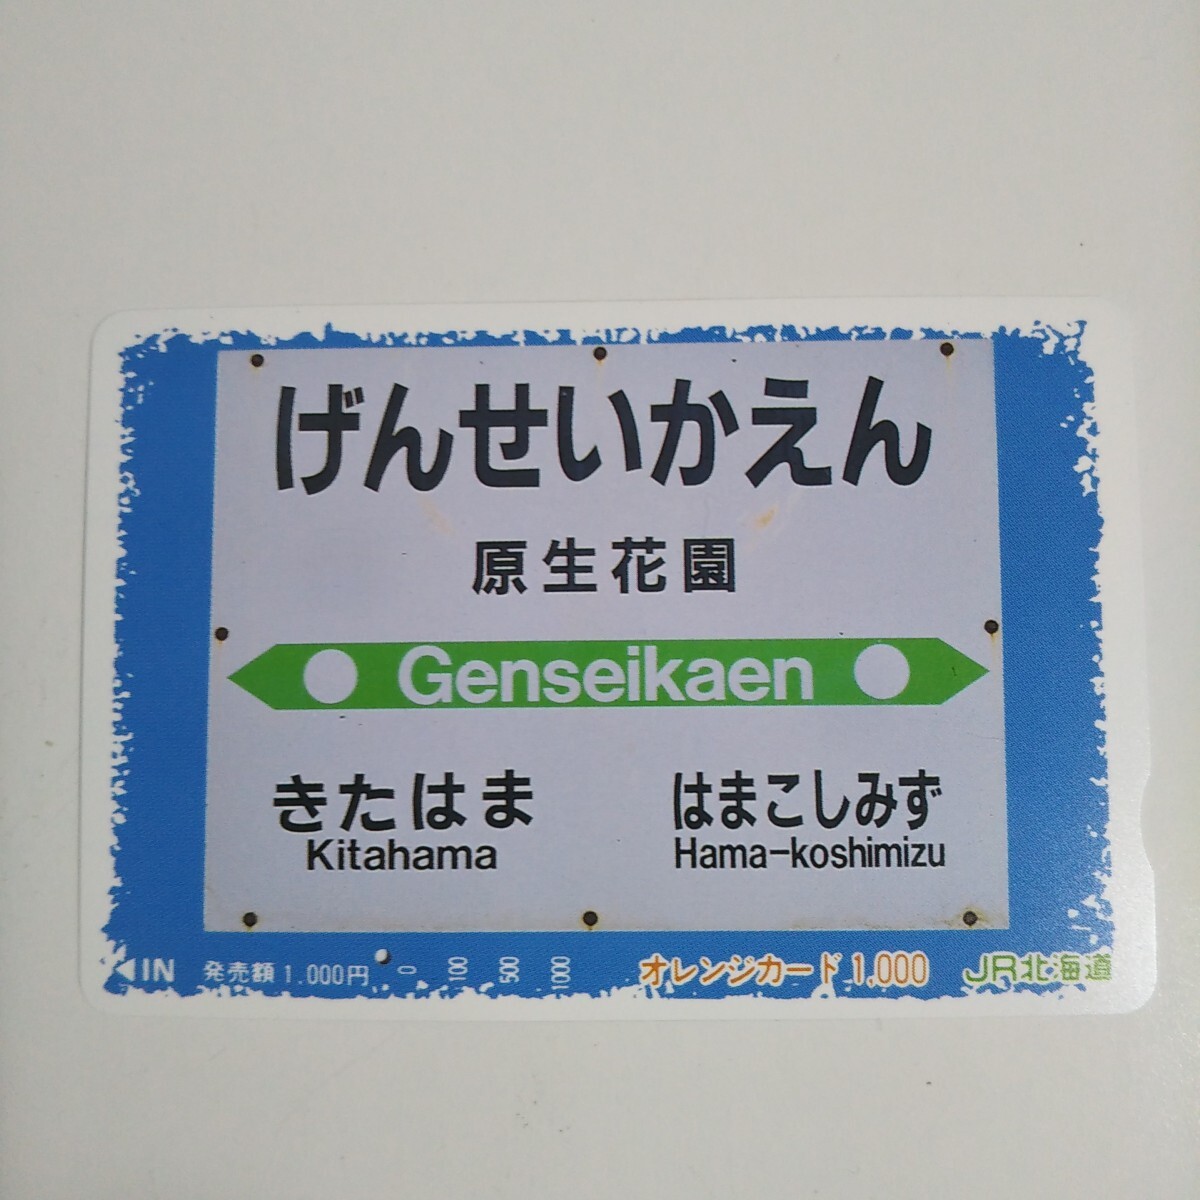 げんせいかえん
原生花園
Genseikaen
きたはま はまこしみず
Kitahama Hama-koshimizu
◀IN 発売額1.000円 0 100 500 1000 オレンジカード1,000 JR北海道